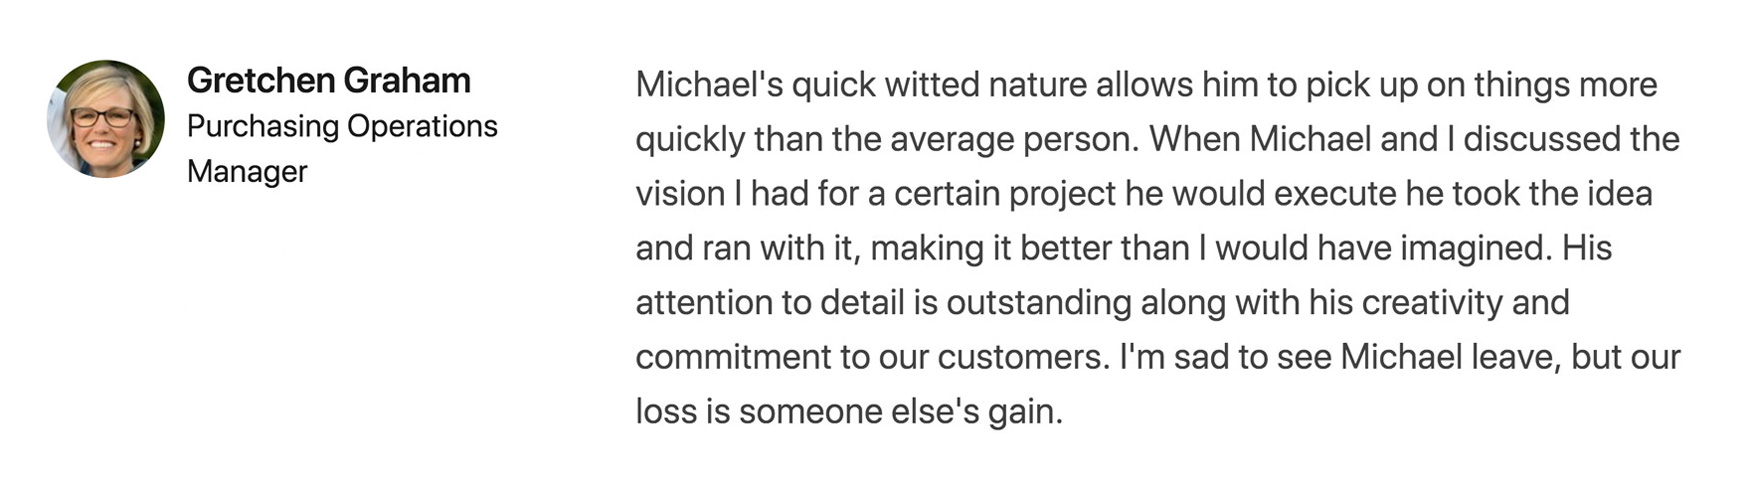 Gretchen Graham
Purchasing Operations
Manager
Michael's quick witted nature allows him to pick up on things more
quickly than the average person. When Michael and I discussed the
vision I had for a certain project he would execute he took the idea
and ran with it, making it better than I would have imagined. His
attention to detail is outstanding along with his creativity and
commitment to our customers. I'm sad to see Michael leave, but our
loss is someone else's gain.